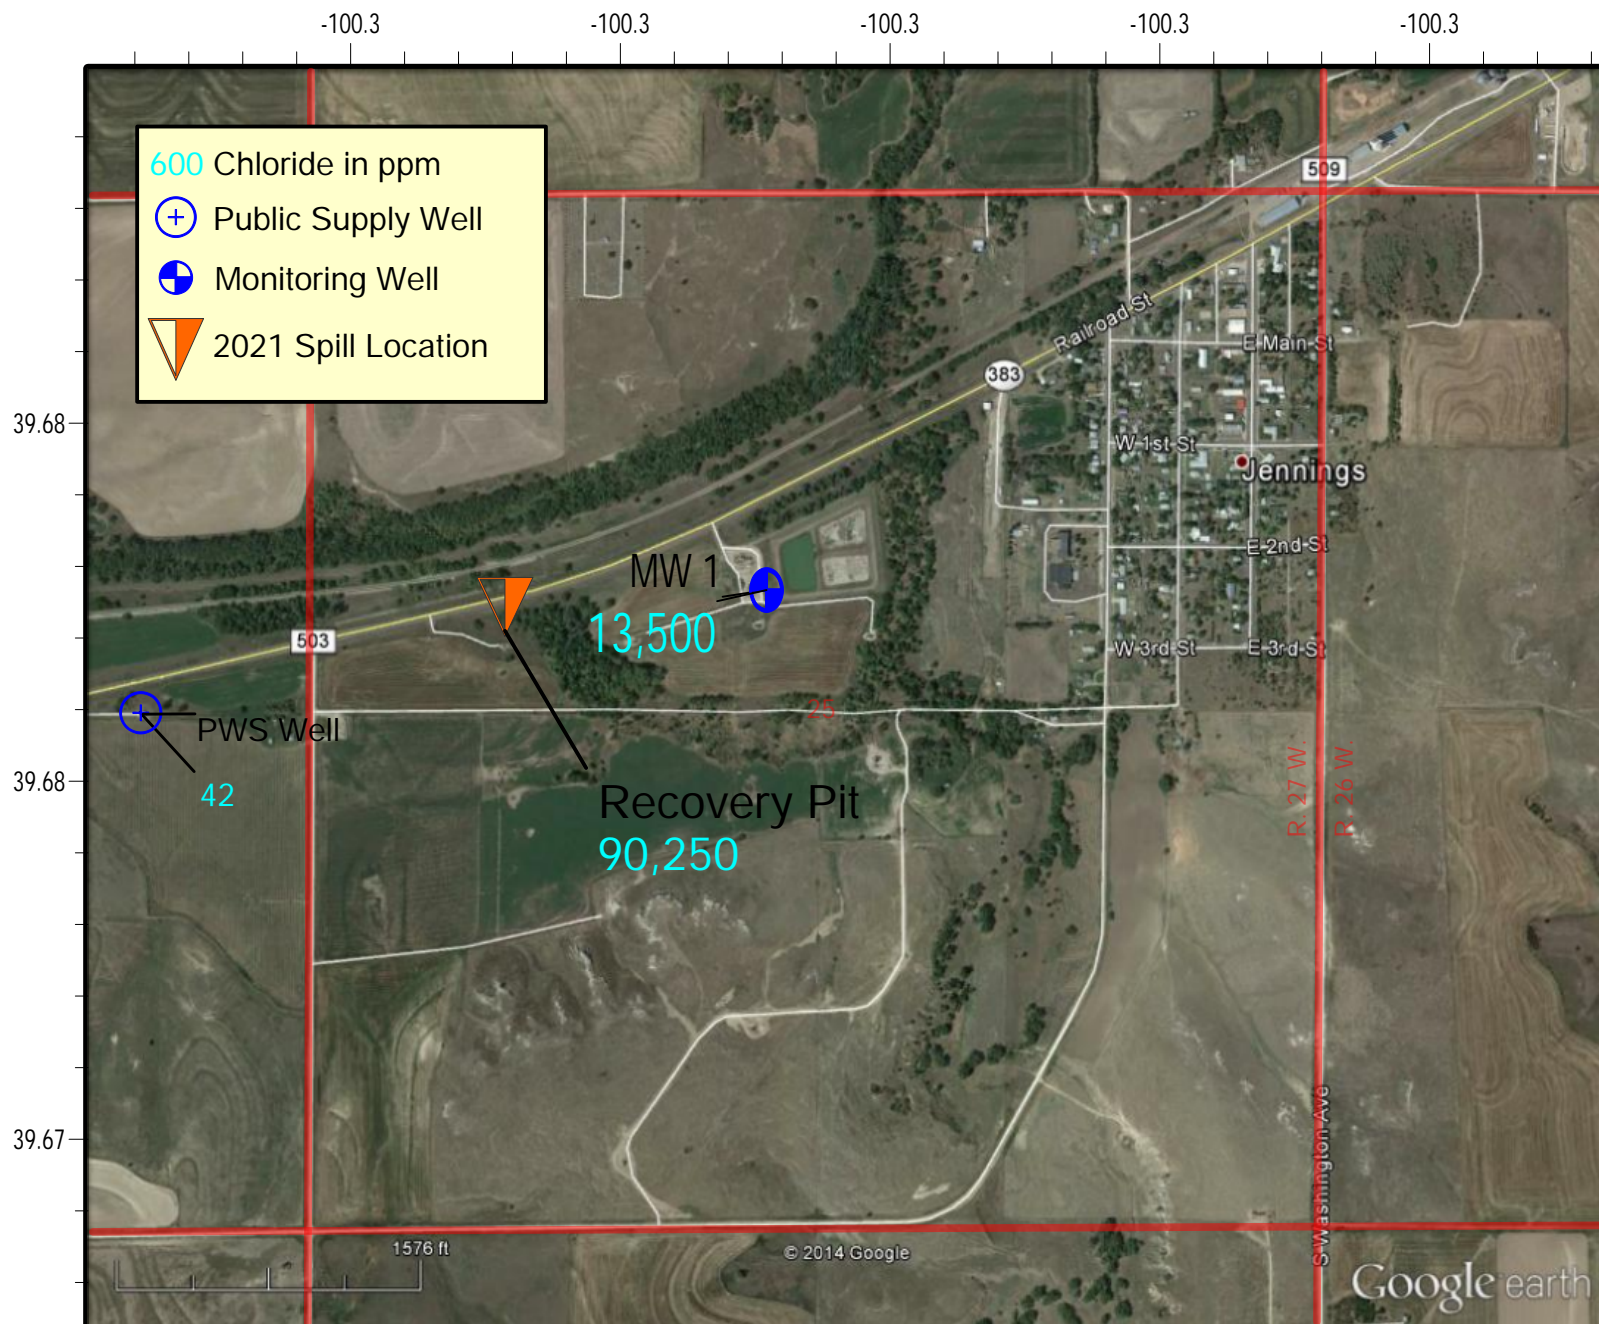 -100.3 -100.3 -100.3 -100.3 -100.3
600 Chloride in ppm
Public Supply Well
Monitoring Well
2021 Spill Location
509
Railroad St
E Main St
383
39.68
W 1st St
Jennings
E 2nd St
MW 1
13,500
503
W 3rd St
E 3rd St
25
PWS Well
42
R. 27 W.
R. 26 W.
39.68
Recovery Pit
90,250
39.67
S Washington Ave
1576 ft
© 2014 Google
Google earth